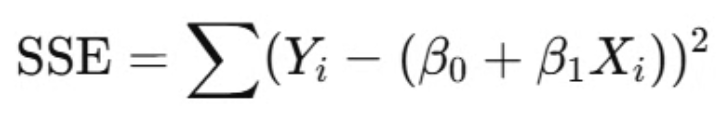 SSE = ∑(Yᵢ − (β₀ + β₁Xᵢ))²